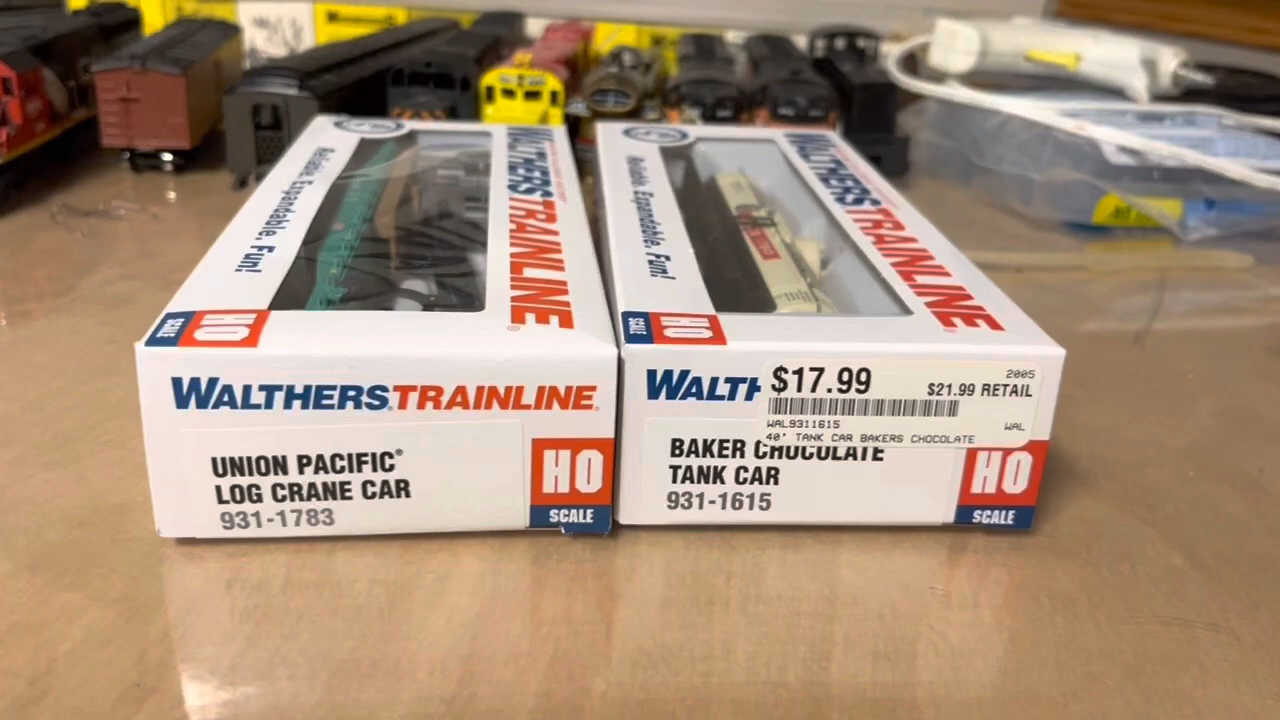 Reliable. Expandable. Fun!
WALTHERSTRAINLINE®
HO
SCALE
WALTHERS.TRAINLINE.
UNION PACIFIC®
LOG CRANE CAR
931-1783
HO
SCALE
Reliable. Expandable. Fun!
WALTHERSTRAINLINE®
HO
SCALE
WALTH
$17.99
2005
$21.99 RETAIL
WAL9311615
WAL
40' TANK CAR BAKERS CHOCOLATE
BAKER CHOCOLATE
TANK CAR
931-1615
HO
SCALE